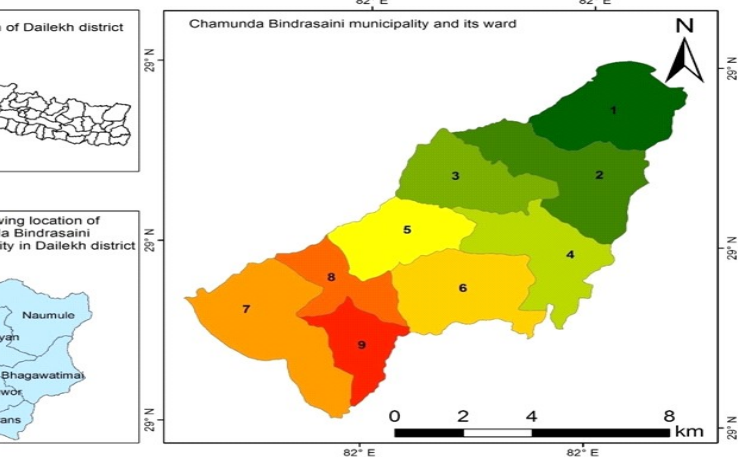 of Dailekh district
wing location of
da Bindrasaini
ity in Dailekh district
Naumule
yan
Bhagawatimai
wor
ans
82° E
82° E
Chamunda Bindrasaini municipality and its ward
N
29° N
29° N
29° N
29° N
29° N
29° N
1
2
3
4
5
6
7
8
9
0 2 4 8
km
82° E
82° E